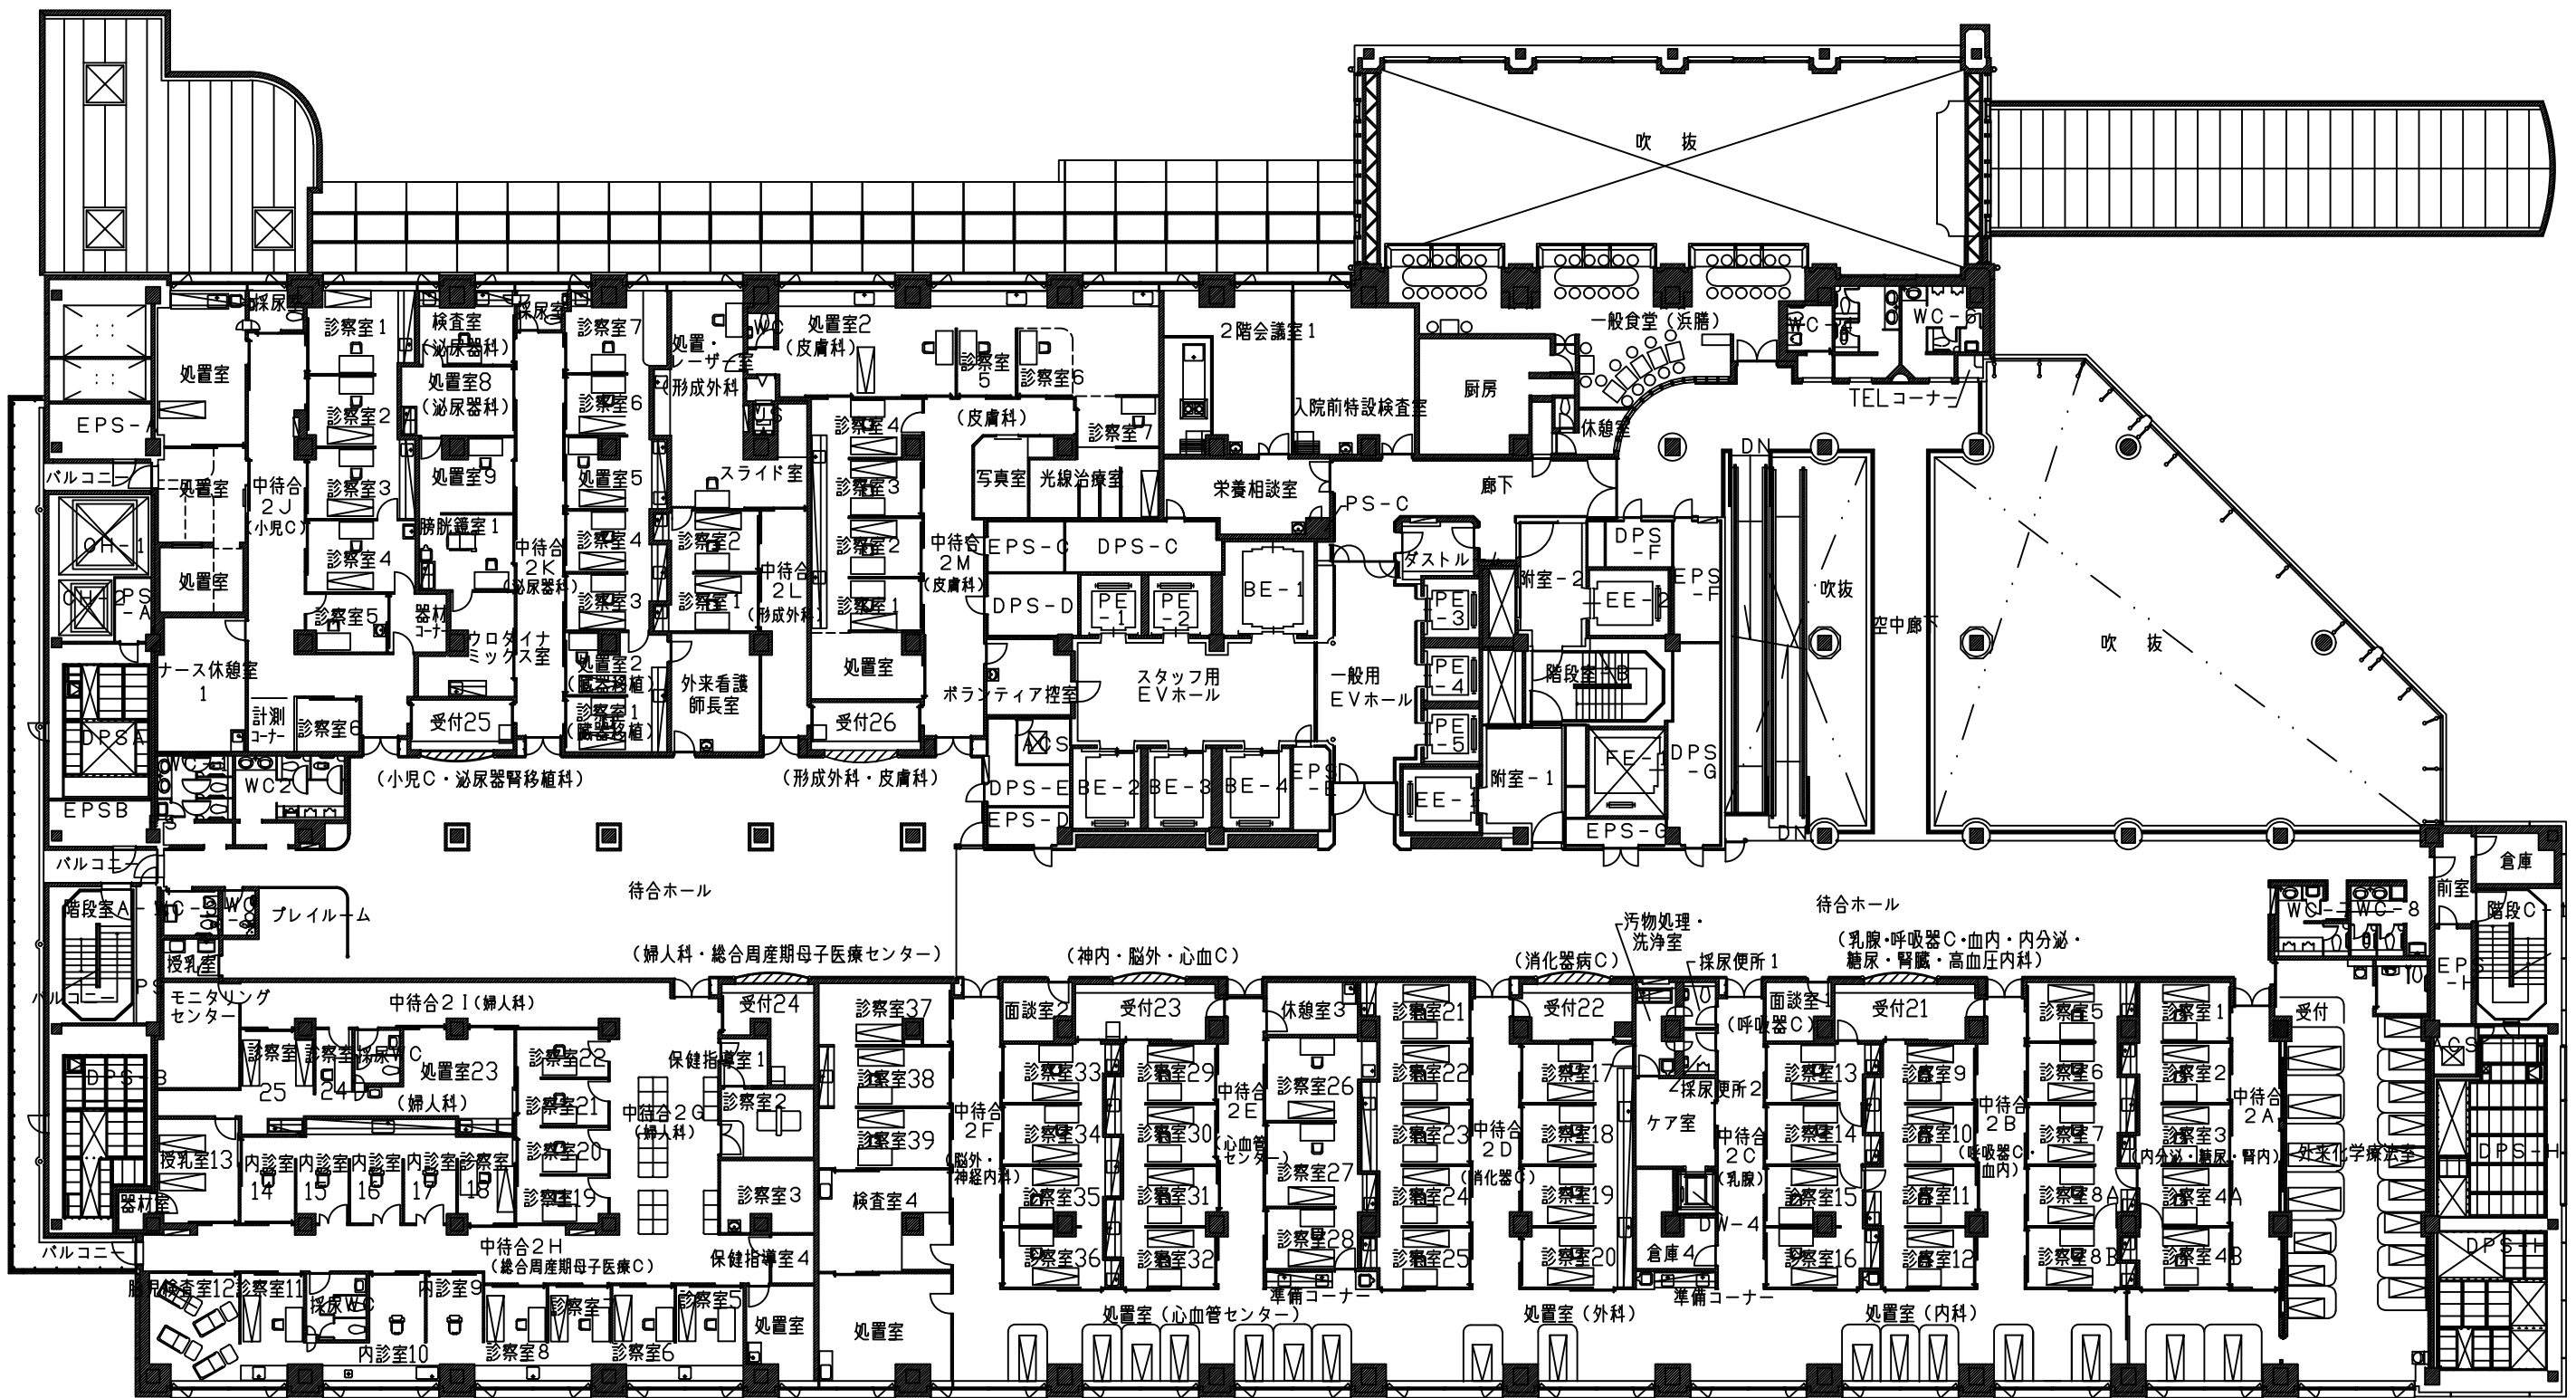 吹　抜
採尿室
診察室1
検査室
(泌尿器科)
採尿室
診察室7
処置・
レーザー室
(形成外科
WC
処置室2
(皮膚科)
診察室
5
診察室6
2階会議室1
一般食堂(浜膳)
WC-4
処置室
処置室8
(泌尿器科)
診察室6
厨房
TELコーナー
EPS-A
診察室2
診察室4
(皮膚科)
診察室7
入院前特設検査室
休憩室
DN
バルコニー
処置室
中待合
2J
(小児C)
診察室3
処置室9
処置室5
スライド室
診察室3
写真室
光線治療室
栄養相談室
廊下
PS-C
CH-1
診察室4
膀胱鏡室1
中待合
2K
(泌尿器科)
診察室4
診察室2
中待合
2L
(形成外科)
診察室2
中待合
2M
(皮膚科)
EPS-C
DPS-C
BE-1
ダストル
附室-2
DPS
-F
EPS
-F
吹抜
処置室
CH-2
PS
-A
診察室5
器材
コーナー
診察室3
診察室1
診察室1
DPS-D
PE
-1
PE
-2
PE
-3
EE-2
空中廊下
吹　抜
ナース休憩室
1
ウロダイナ
ミックス室
処置室2
(臓器移植)
外来看護
師長室
処置室
ボランティア控室
スタッフ用
EVホール
一般用
EVホール
PE
-4
階段室-B
計測
コーナー
診察室6
受付25
診察室1
(臓器移植)
受付26
DPSA
ACS
PE
-5
WC-1
WC2
(小児C・泌尿器腎移植科)
(形成外科・皮膚科)
DPS-E
BE-2
BE-3
BE-4
EPS
-E
EE-1
附室-1
FE-1
DPS
-G
EPSB
EPS-D
EPS-G
DN
バルコニー
待合ホール
倉庫
前室
階段室A-1
プレイルーム
待合ホール
WC-8
階段C-1
授乳室
(婦人科・総合周産期母子医療センター)
(神内・脳外・心血C)
(消化器病C)
汚物処理・
洗浄室
採尿便所1
(乳腺・呼吸器C・血内・内分泌・
糖尿・腎臓・高血圧内科)
EPS
-H
バルコニー
PS
モニタリング
センター
中待合2I(婦人科)
受付24
診察室37
面談室2
受付23
休憩室3
診察室21
受付22
面談室1
(呼吸器C)
受付21
診察室5
診察室1
受付
診察室
25
採尿WC
処置室23
(婦人科)
診察室22
保健指導室1
診察室38
診察室33
診察室29
中待合
2E
(心血管
センター)
診察室26
診察室22
診察室17
採尿便所2
診察室13
診察室9
診察室6
診察室2
ACS
診察室21
中待合2G
(婦人科)
診察室2
診察室39
中待合
2F
(脳外・
神経内科)
診察室34
診察室30
診察室27
診察室23
中待合
2D
(消化器C)
診察室18
ケア室
中待合
2C
(乳腺)
診察室14
診察室10
中待合
2B
(呼吸器C・
血内)
診察室7
診察室3
(内分泌・糖尿・腎内)
中待合
2A
外来化学療法室
DPS-H
授乳室13
内診室
14
内診室
15
内診室
16
内診室
17
診察室
18
診察室20
診察室19
診察室3
検査室4
診察室35
診察室31
診察室28
診察室24
診察室19
DW-4
診察室15
診察室11
診察室8A
診察室4A
器材室
バルコニー
中待合2H
(総合周産期母子医療C)
保健指導室4
診察室36
診察室32
診察室25
診察室20
倉庫4
診察室16
診察室12
診察室8B
診察室4B
診察室11
採尿WC
内診室9
診察室5
準備コーナー
準備コーナー
処置室(心血管センター)
処置室(外科)
処置室(内科)
内診室10
診察室8
診察室6
処置室
処置室